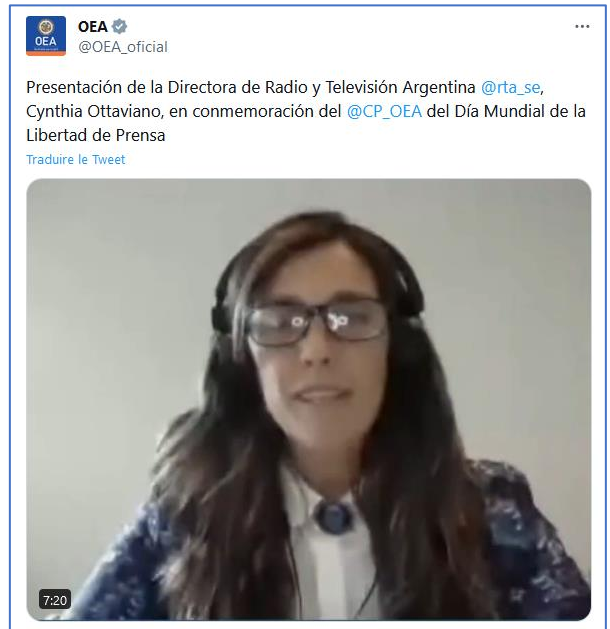 OEA
@OEA_oficial
OEA
Presentación de la Directora de Radio y Televisión Argentina @rta_se,
Cynthia Ottaviano, en conmemoración del @CP_OEA del Día Mundial de la
Libertad de Prensa
Traduire le Tweet
7:20